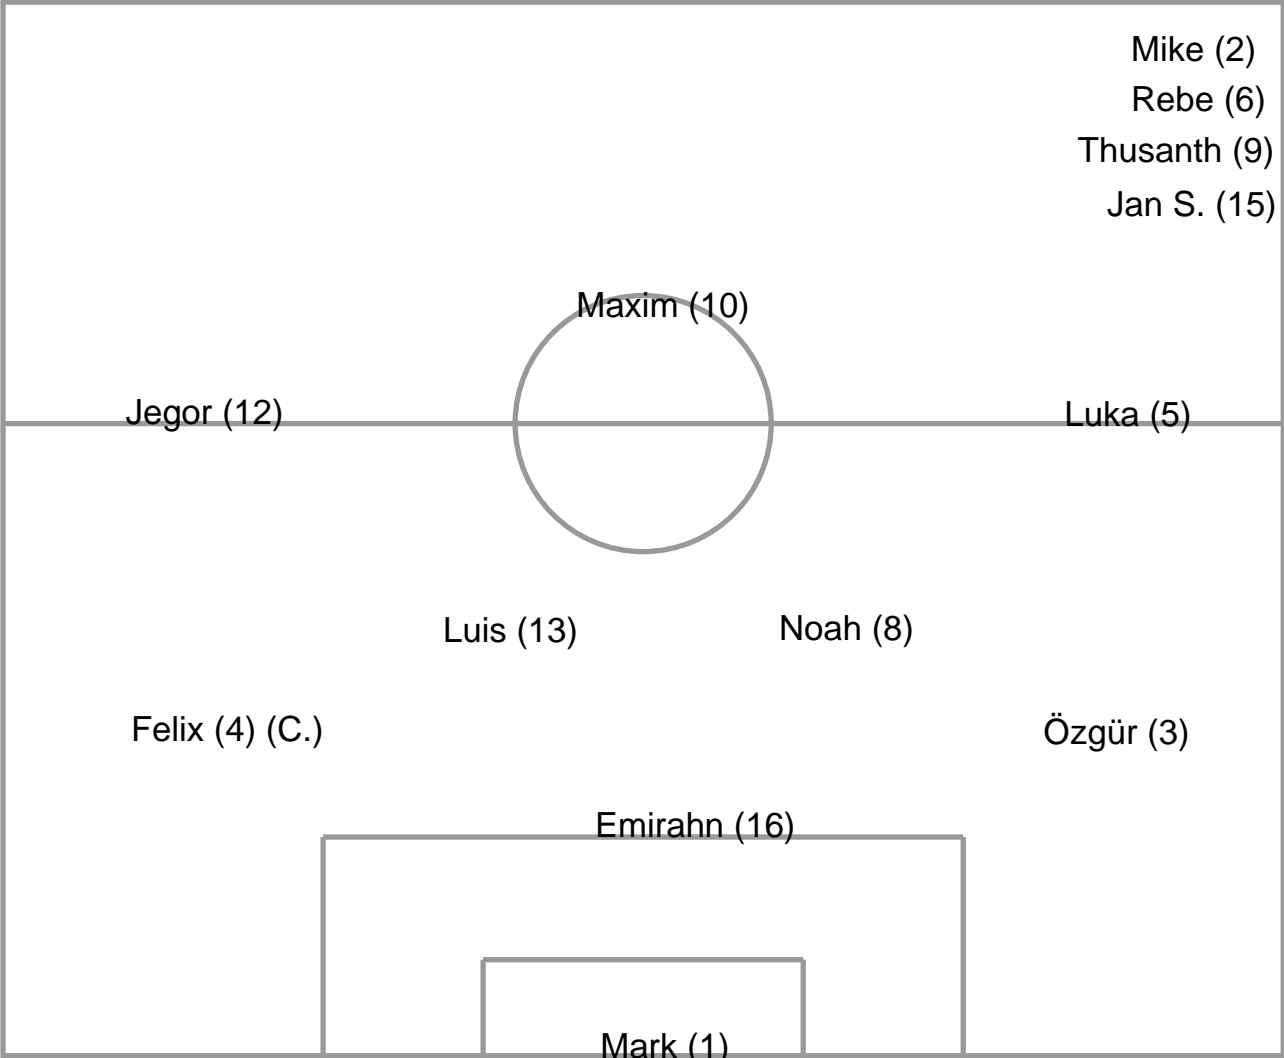 Mike (2)
Rebe (6)
Thusanth (9)
Jan S. (15)
Maxim (10)
Jegor (12)
Luka (5)
Luis (13)
Noah (8)
Felix (4) (C.)
Özgür (3)
Emirahn (16)
Mark (1)